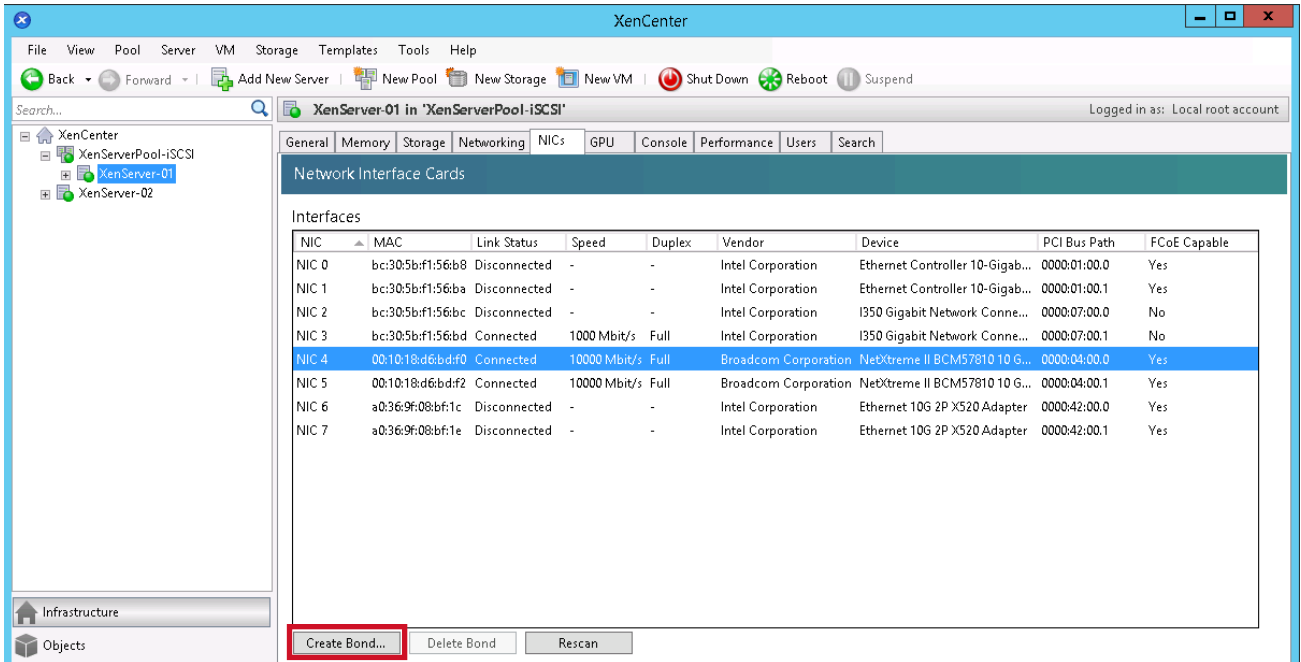 XenCenter
File View Pool Server VM Storage Templates Tools Help
Back Forward Add New Server New Pool New Storage New VM Shut Down Reboot Suspend
Search...
XenServer-01 in 'XenServerPool-iSCSI' Logged in as: Local root account
XenCenter
XenServerPool-iSCSI
XenServer-01
XenServer-02
General Memory Storage Networking NICs GPU Console Performance Users Search
Network Interface Cards
Interfaces
NIC MAC Link Status Speed Duplex Vendor Device PCI Bus Path FCoE Capable
NIC 0 bc:30:5b:f1:56:b8 Disconnected - - Intel Corporation Ethernet Controller 10-Gigab... 0000:01:00.0 Yes
NIC 1 bc:30:5b:f1:56:ba Disconnected - - Intel Corporation Ethernet Controller 10-Gigab... 0000:01:00.1 Yes
NIC 2 bc:30:5b:f1:56:bc Disconnected - - Intel Corporation I350 Gigabit Network Conne... 0000:07:00.0 No
NIC 3 bc:30:5b:f1:56:bd Connected 1000 Mbit/s Full Intel Corporation I350 Gigabit Network Conne... 0000:07:00.1 No
NIC 4 00:10:18:d6:bd:f0 Connected 10000 Mbit/s Full Broadcom Corporation NetXtreme II BCM57810 10 G... 0000:04:00.0 Yes
NIC 5 00:10:18:d6:bd:f2 Connected 10000 Mbit/s Full Broadcom Corporation NetXtreme II BCM57810 10 G... 0000:04:00.1 Yes
NIC 6 a0:36:9f:08:bf:1c Disconnected - - Intel Corporation Ethernet 10G 2P X520 Adapter 0000:42:00.0 Yes
NIC 7 a0:36:9f:08:bf:1e Disconnected - - Intel Corporation Ethernet 10G 2P X520 Adapter 0000:42:00.1 Yes
Infrastructure
Objects
Create Bond... Delete Bond Rescan